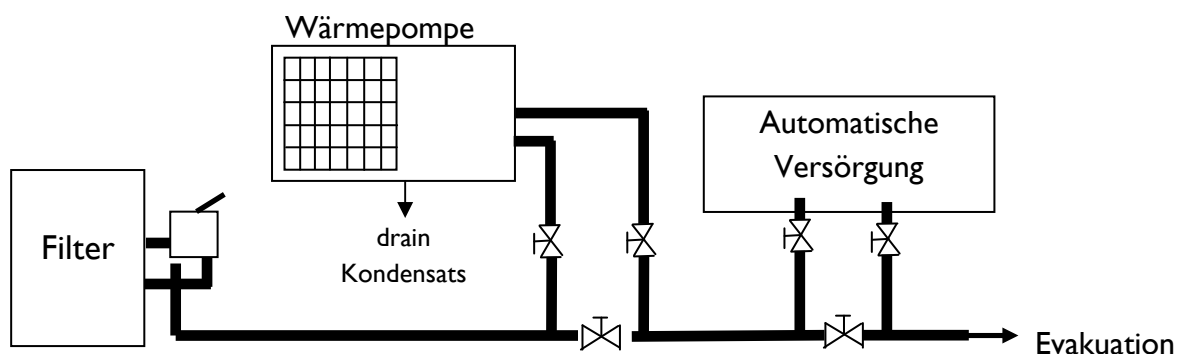 Wärmepompe
Automatische
Versörgung
Filter
drain
Kondensats
Evakuation